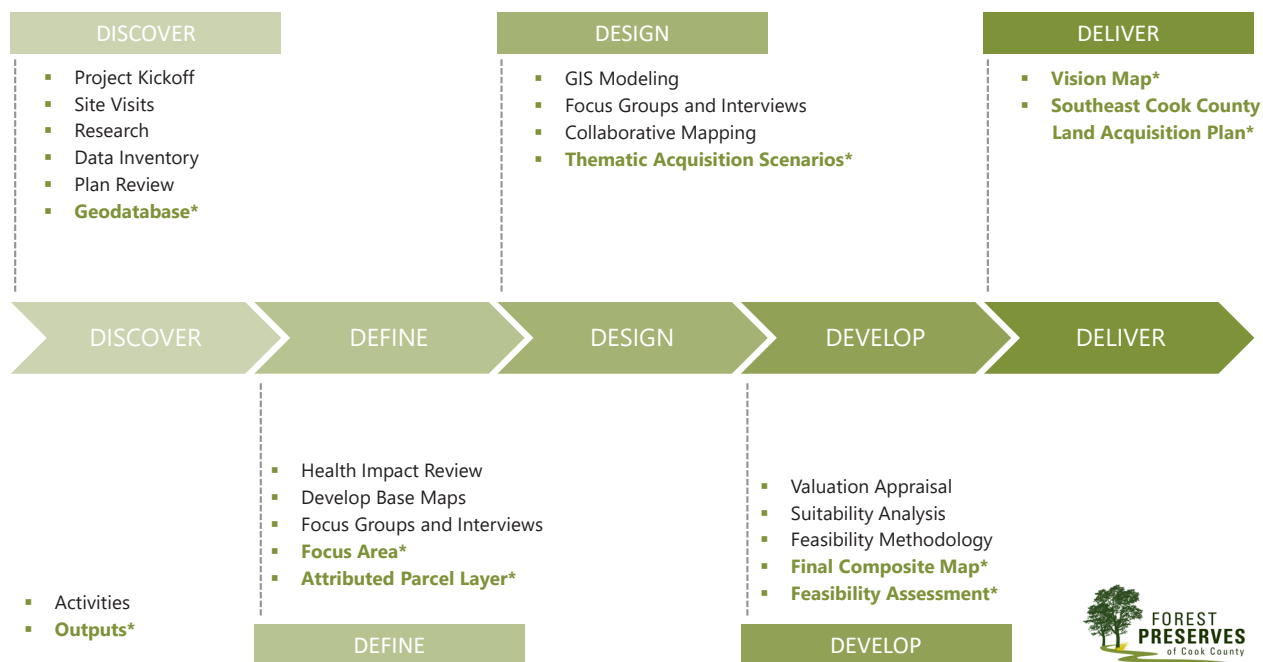 DISCOVER
▪ Project Kickoff
▪ Site Visits
▪ Research
▪ Data Inventory
▪ Plan Review
▪ Geodatabase*
DESIGN
▪ GIS Modeling
▪ Focus Groups and Interviews
▪ Collaborative Mapping
▪ Thematic Acquisition Scenarios*
DELIVER
▪ Vision Map*
▪ Southeast Cook County
Land Acquisition Plan*
DISCOVER
DEFINE
DESIGN
DEVELOP
DELIVER
▪ Activities
▪ Outputs*
▪ Health Impact Review
▪ Develop Base Maps
▪ Focus Groups and Interviews
▪ Focus Area*
▪ Attributed Parcel Layer*
DEFINE
▪ Valuation Appraisal
▪ Suitability Analysis
▪ Feasibility Methodology
▪ Final Composite Map*
▪ Feasibility Assessment*
DEVELOP
FOREST
PRESERVES
of Cook County